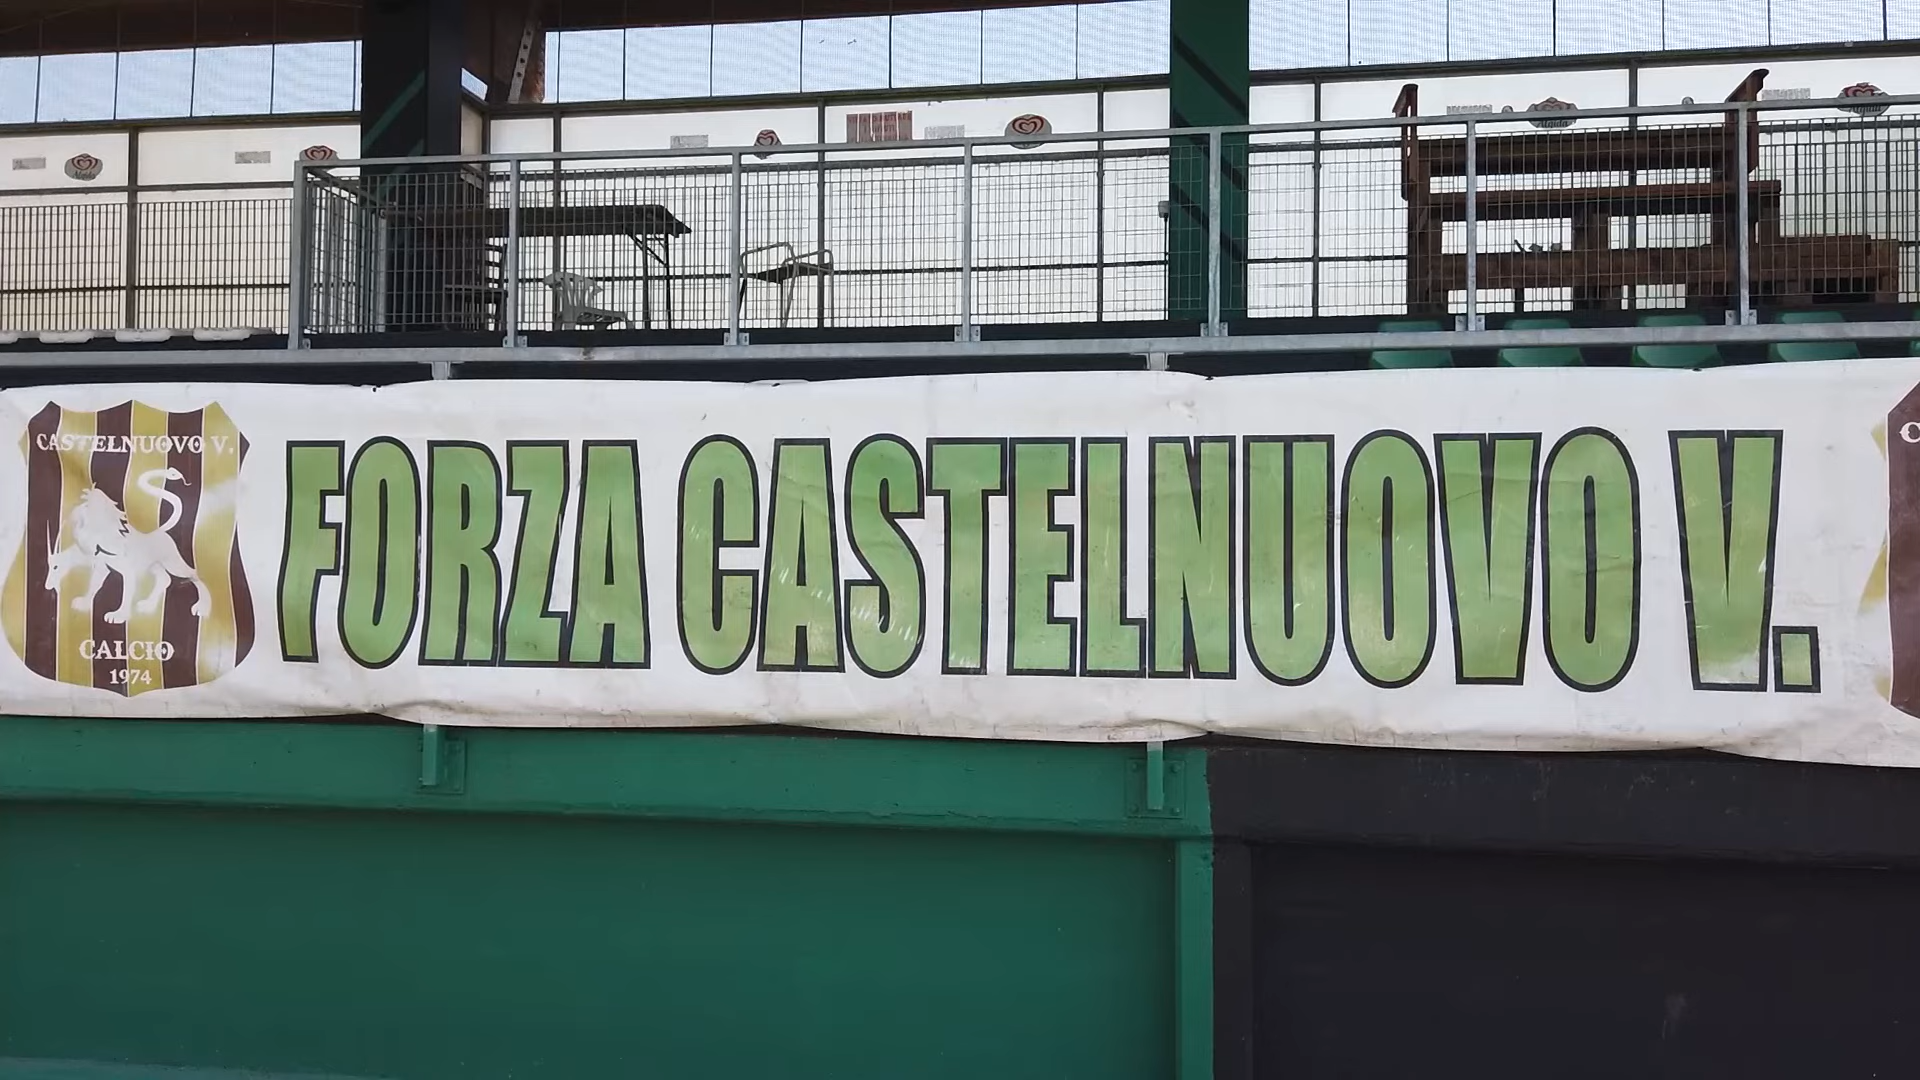 CASTELNUOVO V.
CALCIO
1974
FORZA CASTELNUOVO V.